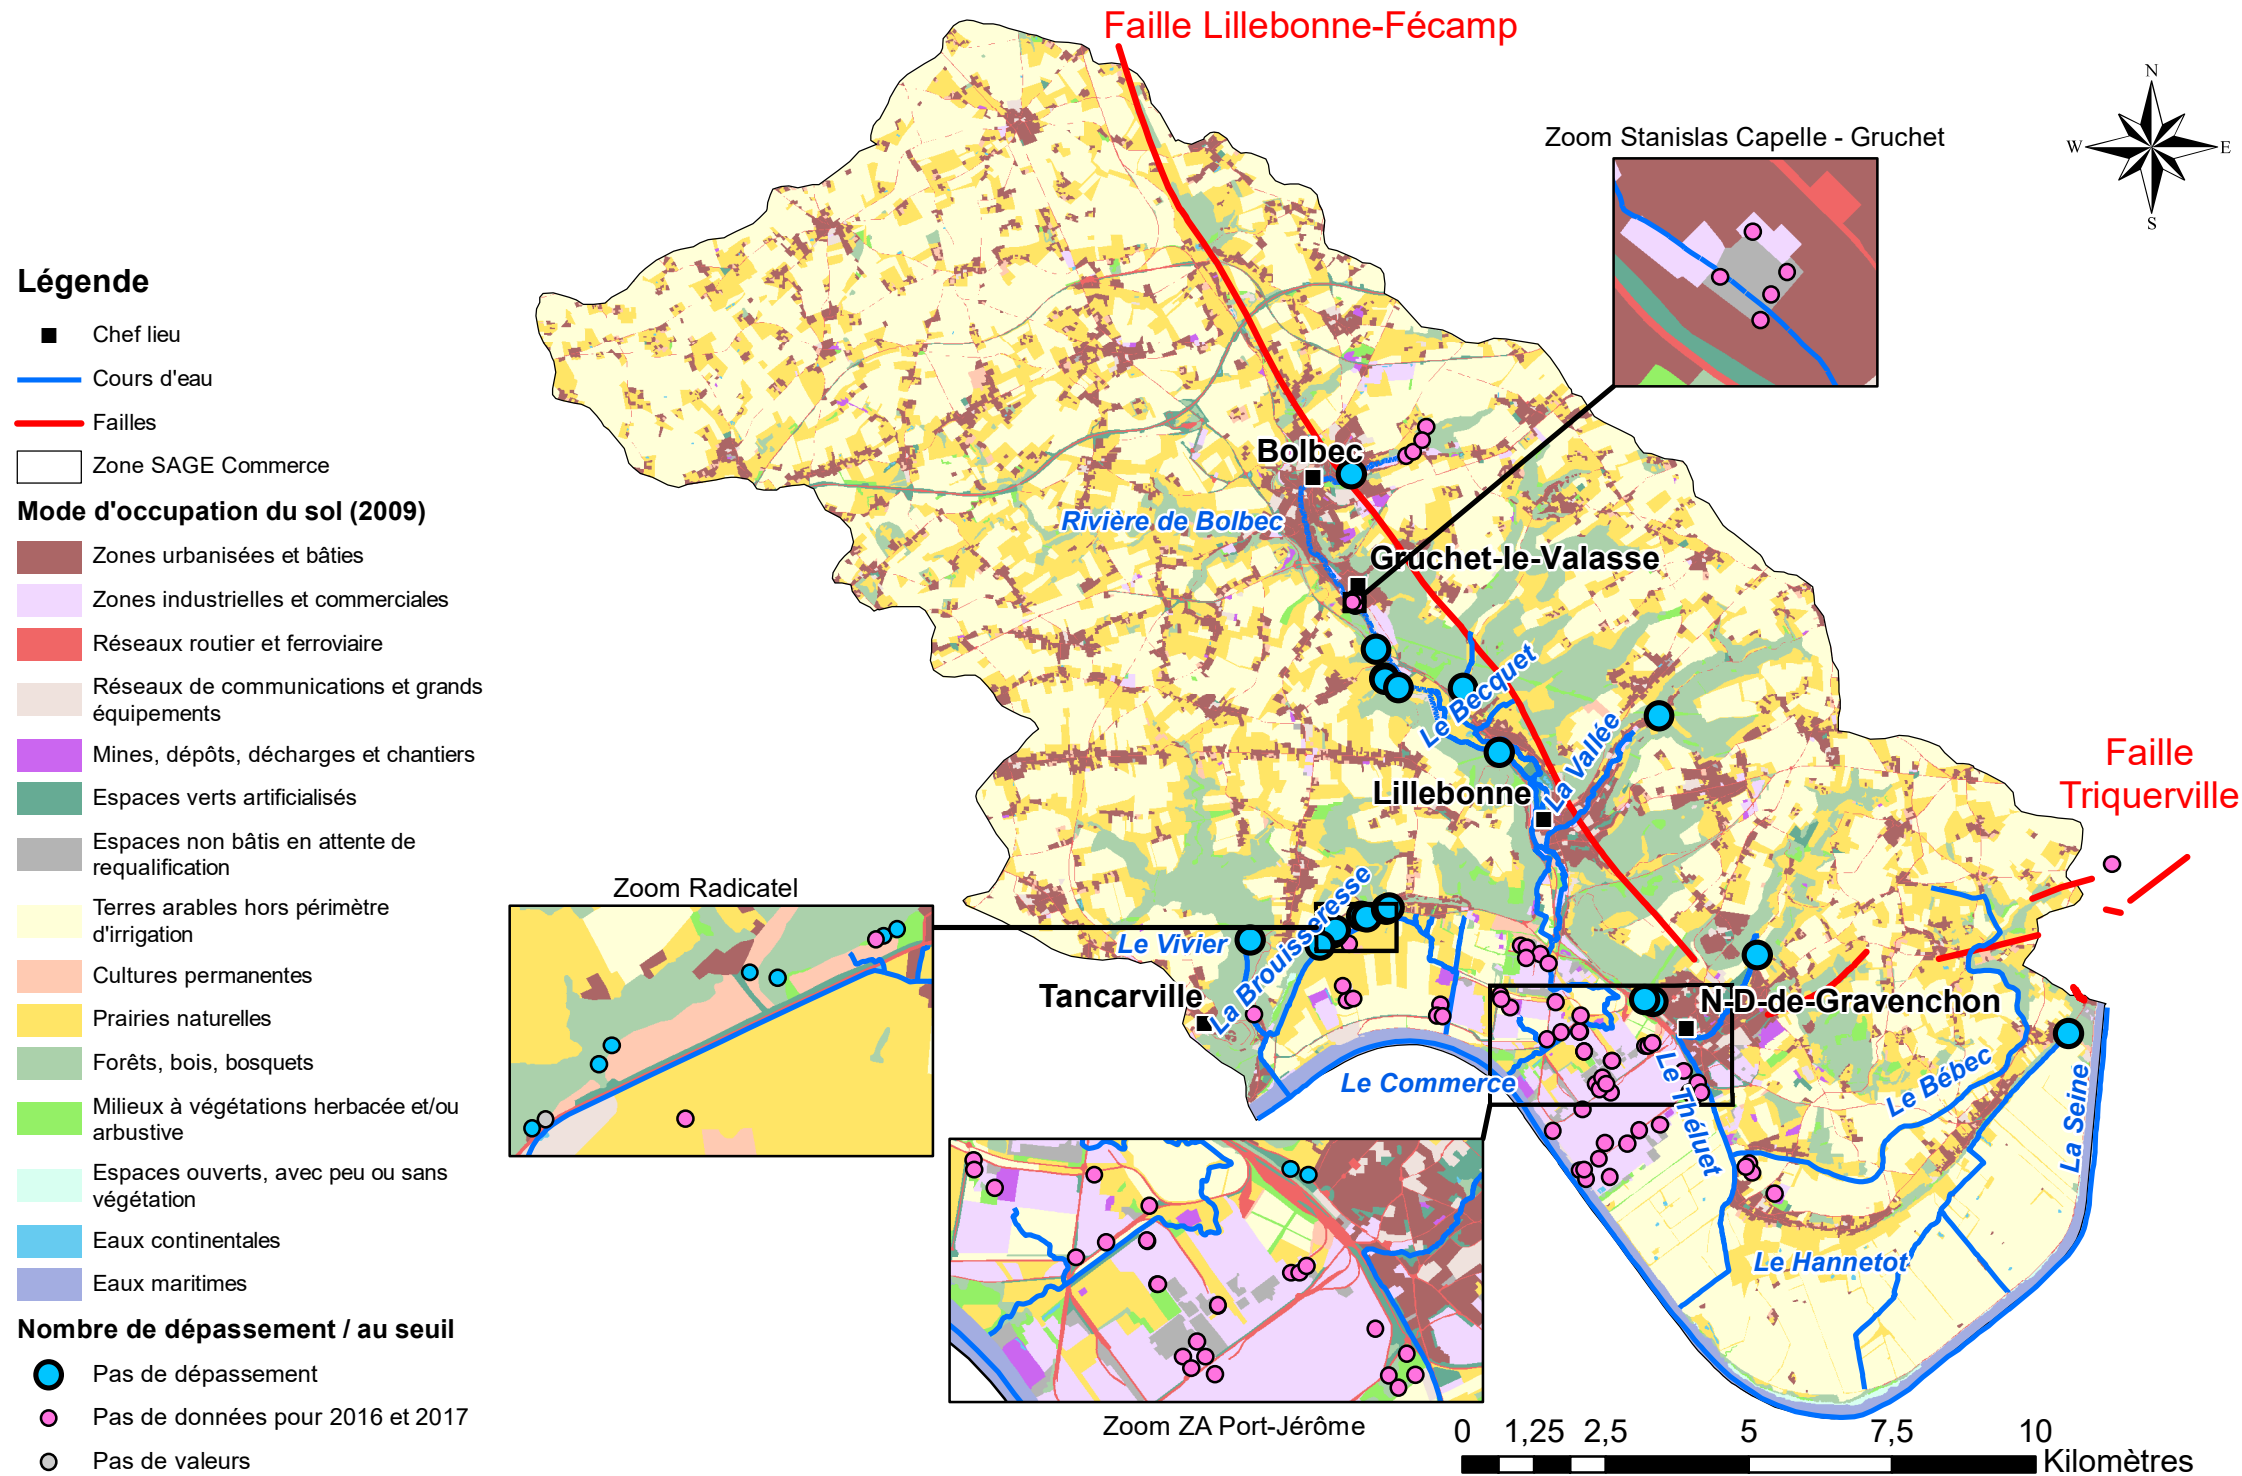 Faille Lillebonne-Fécamp
N
W
E
S
Zoom Stanislas Capelle - Gruchet
Légende
Chef lieu
Cours d'eau
Failles
Zone SAGE Commerce
Mode d'occupation du sol (2009)
Zones urbanisées et bâties
Zones industrielles et commerciales
Réseaux routier et ferroviaire
Réseaux de communications et grands
équipements
Mines, dépôts, décharges et chantiers
Espaces verts artificialisés
Espaces non bâtis en attente de
requalification
Terres arables hors périmètre
d'irrigation
Cultures permanentes
Prairies naturelles
Forêts, bois, bosquets
Milieux à végétations herbacée et/ou
arbustive
Espaces ouverts, avec peu ou sans
végétation
Eaux continentales
Eaux maritimes
Nombre de dépassement / au seuil
Pas de dépassement
Pas de données pour 2016 et 2017
Pas de valeurs
Bolbec
Rivière de Bolbec
Gruchet-le-Valasse
Le Becquet
La Vallée
Lillebonne
Faille
Triquerville
Zoom Radicatel
Le Vivier
La Brouisseresse
Tancarville
N-D-de-Gravenchon
Le Commerce
Le Théluet
Le Bébec
La Seine
Le Hannetot
Zoom ZA Port-Jérôme
0 1,25 2,5 5 7,5 10
Kilomètres